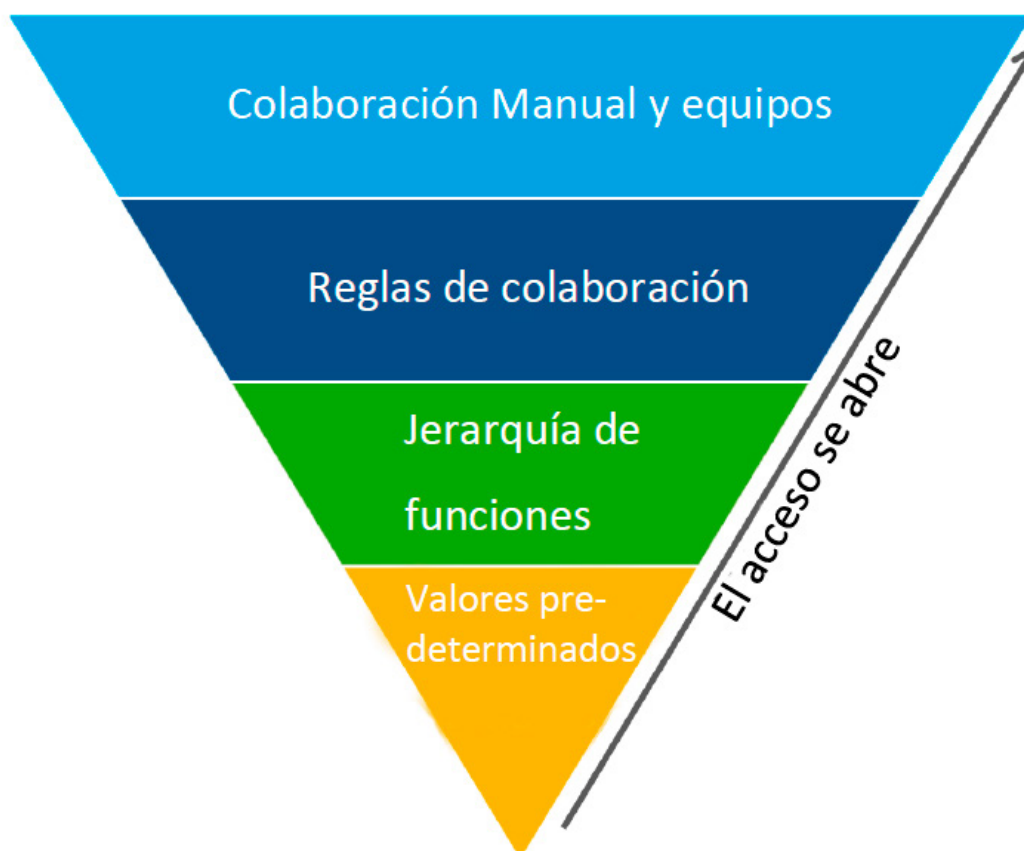 Colaboración Manual y equipos
Reglas de colaboración
Jerarquía de
funciones
Valores pre-
determinados
El acceso se abre